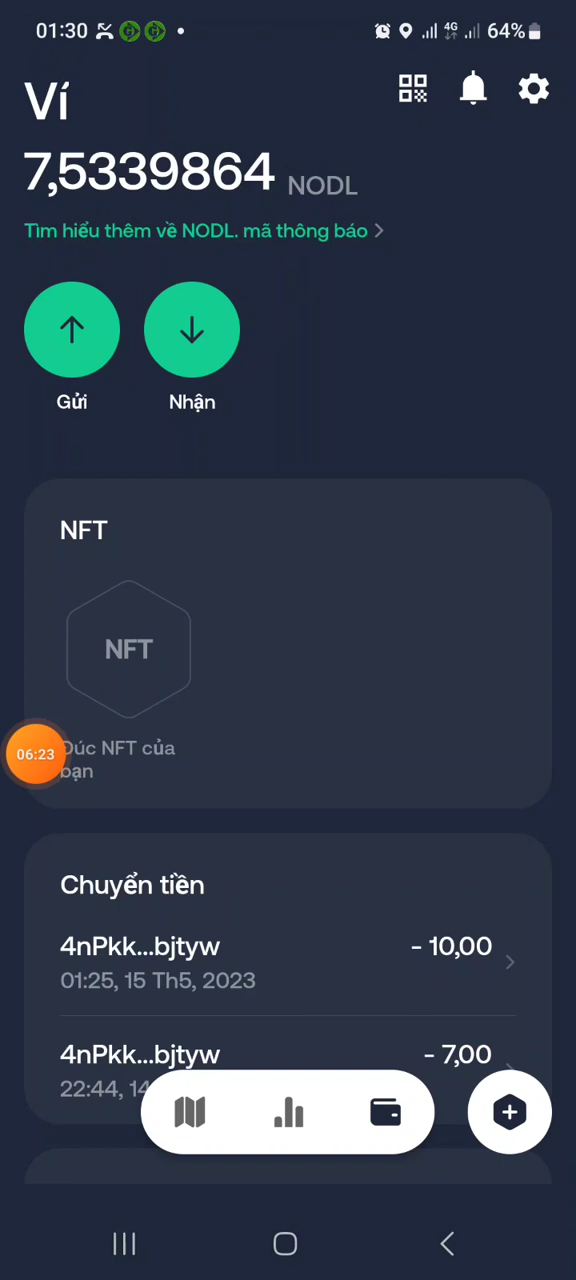 01:30
4G
64%
Ví
7,5339864 NODL
Tìm hiểu thêm về NODL. mã thông báo
Gửi
Nhận
NFT
NFT
06:23
Đúc NFT của
bạn
Chuyển tiền
4nPkk...bjtyw
- 10,00
01:25, 15 Th5, 2023
4nPkk...bjtyw
- 7,00
22:44, 14